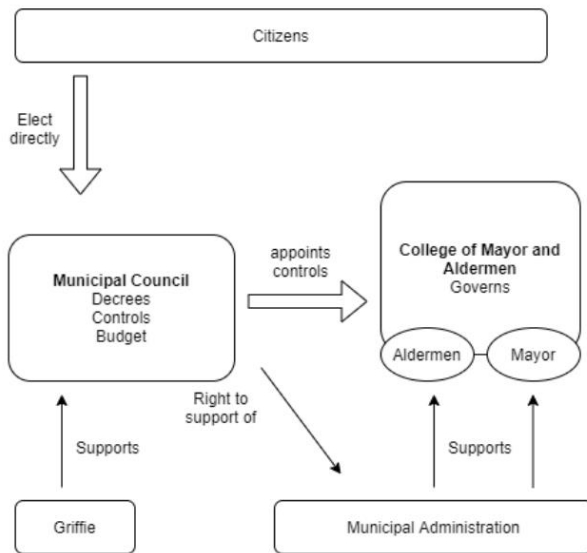 Citizens
Elect
directly
Municipal Council
Decrees
Controls
Budget
appoints
controls
College of Mayor and
Aldermen
Governs
Aldermen
Mayor
Right to
support of
Supports
Supports
Griffie
Municipal Administration